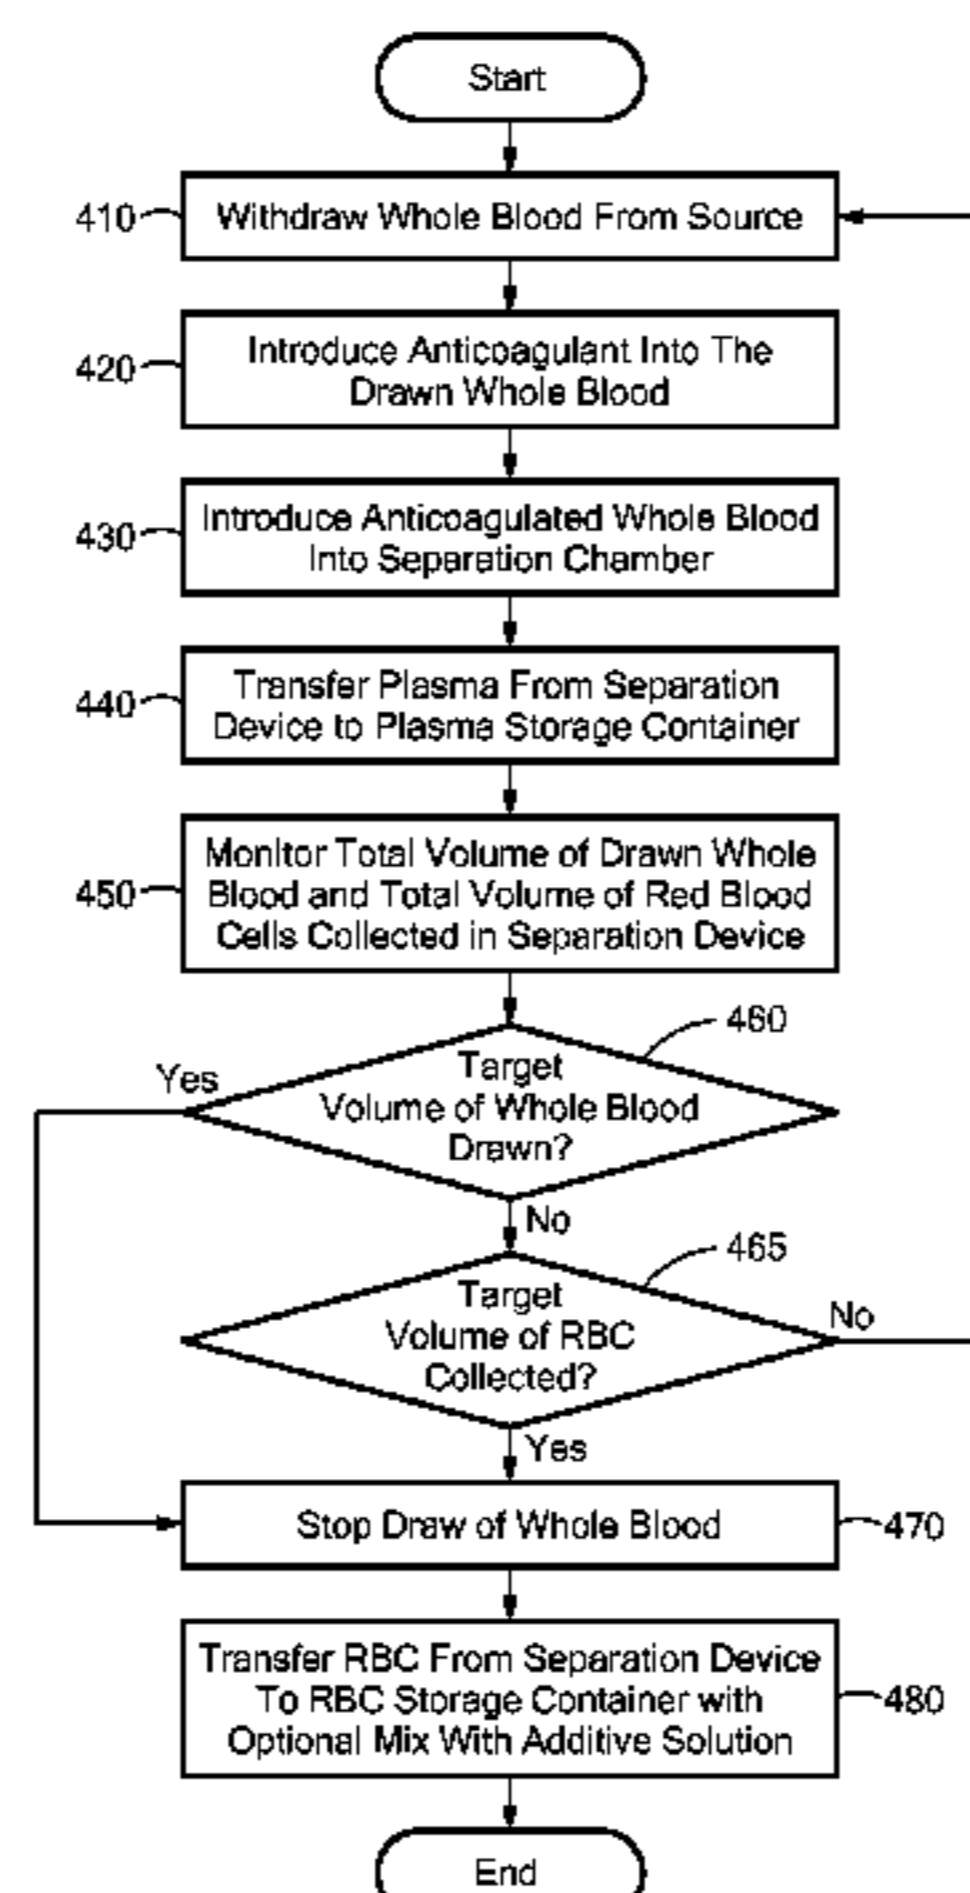 Start
410
Withdraw Whole Blood From Source
420
Introduce Anticoagulant Into The
Drawn Whole Blood
430
Introduce Anticoagulated Whole Blood
Into Separation Chamber
440
Transfer Plasma From Separation
Device to Plasma Storage Container
450
Monitor Total Volume of Drawn Whole
Blood and Total Volume of Red Blood
Cells Collected in Separation Device
460
Yes
Target
Volume of Whole Blood
Drawn?
No
465
Target
Volume of RBC
Collected?
No
Yes
Stop Draw of Whole Blood
470
Transfer RBC From Separation Device
To RBC Storage Container with
Optional Mix With Additive Solution
480
End